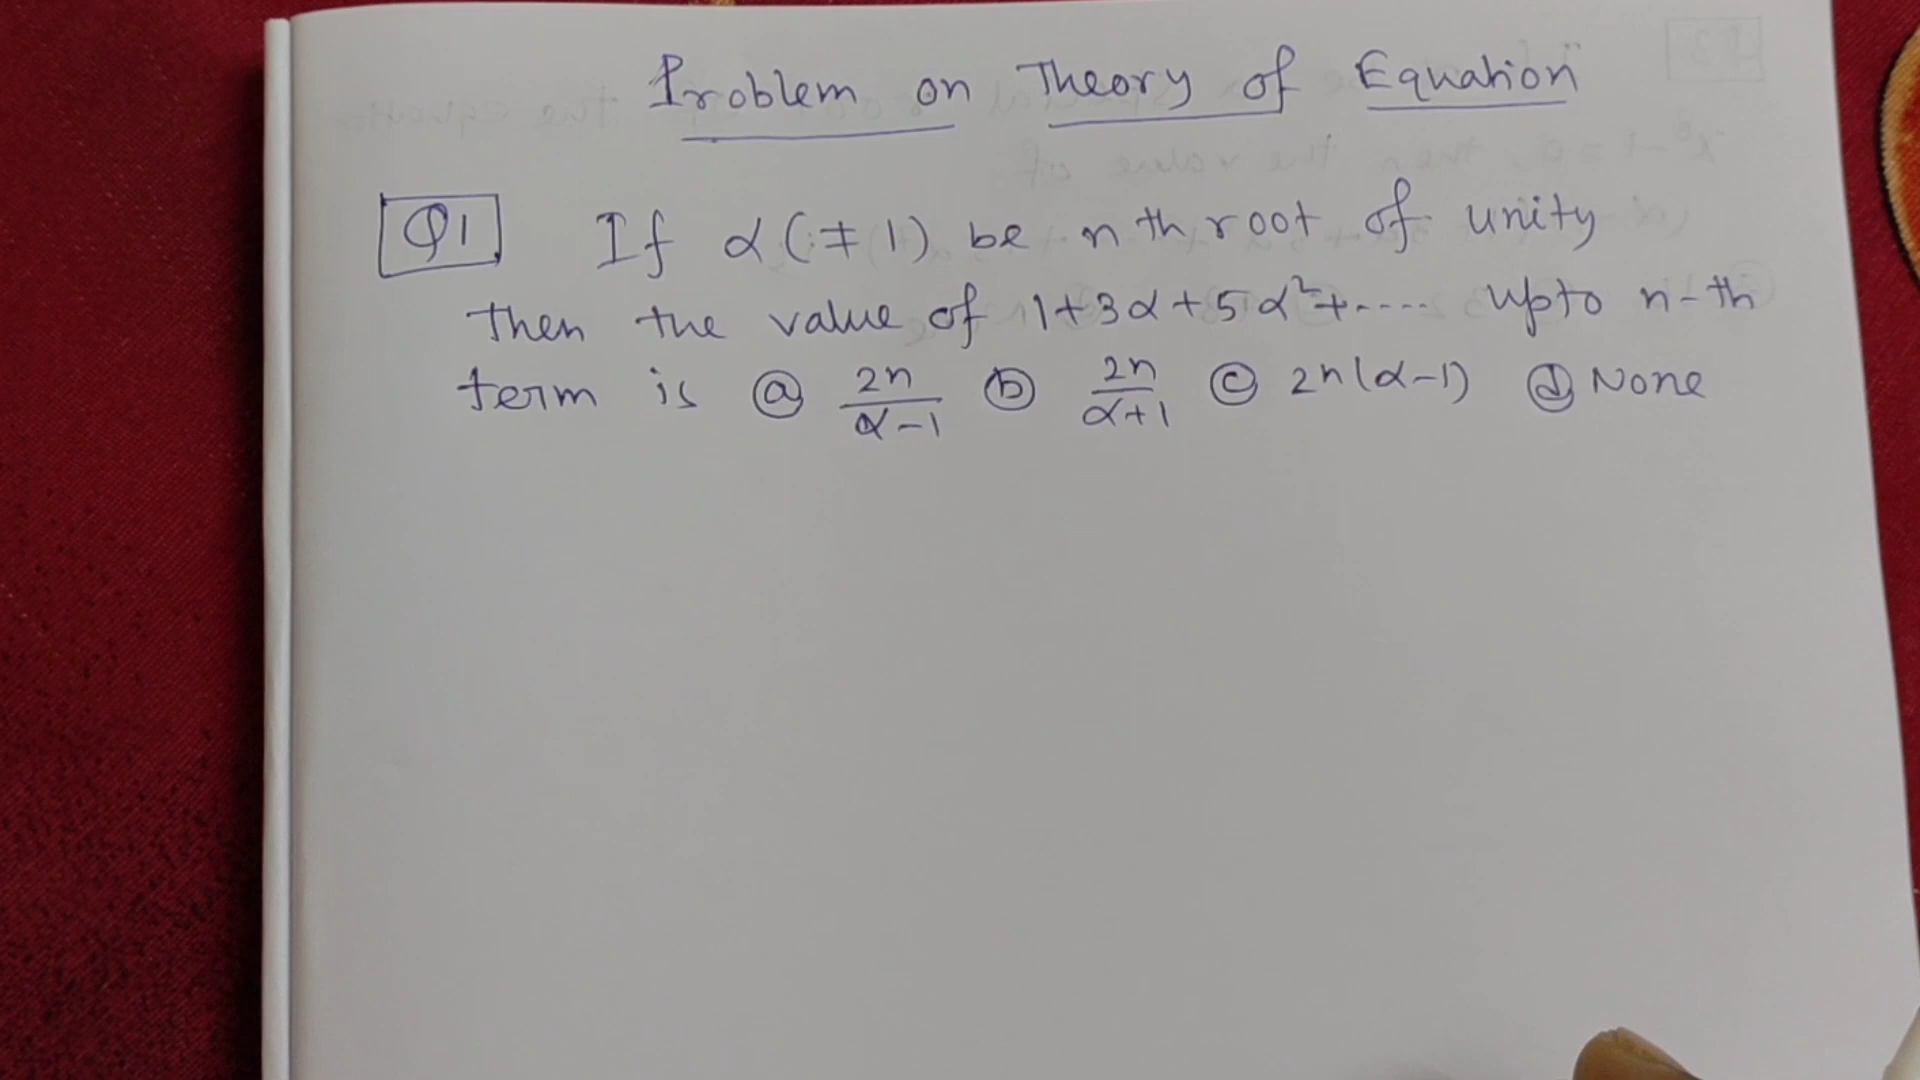 Problem on Theory of Equation
Q1 If α(≠1) be nth root of unity
then the value of 1+3α+5α²+.... upto n-th
term is ⓐ 2n/α-1 ⓑ 2n/α+1 ⓒ 2n(α-1) ⓓ None